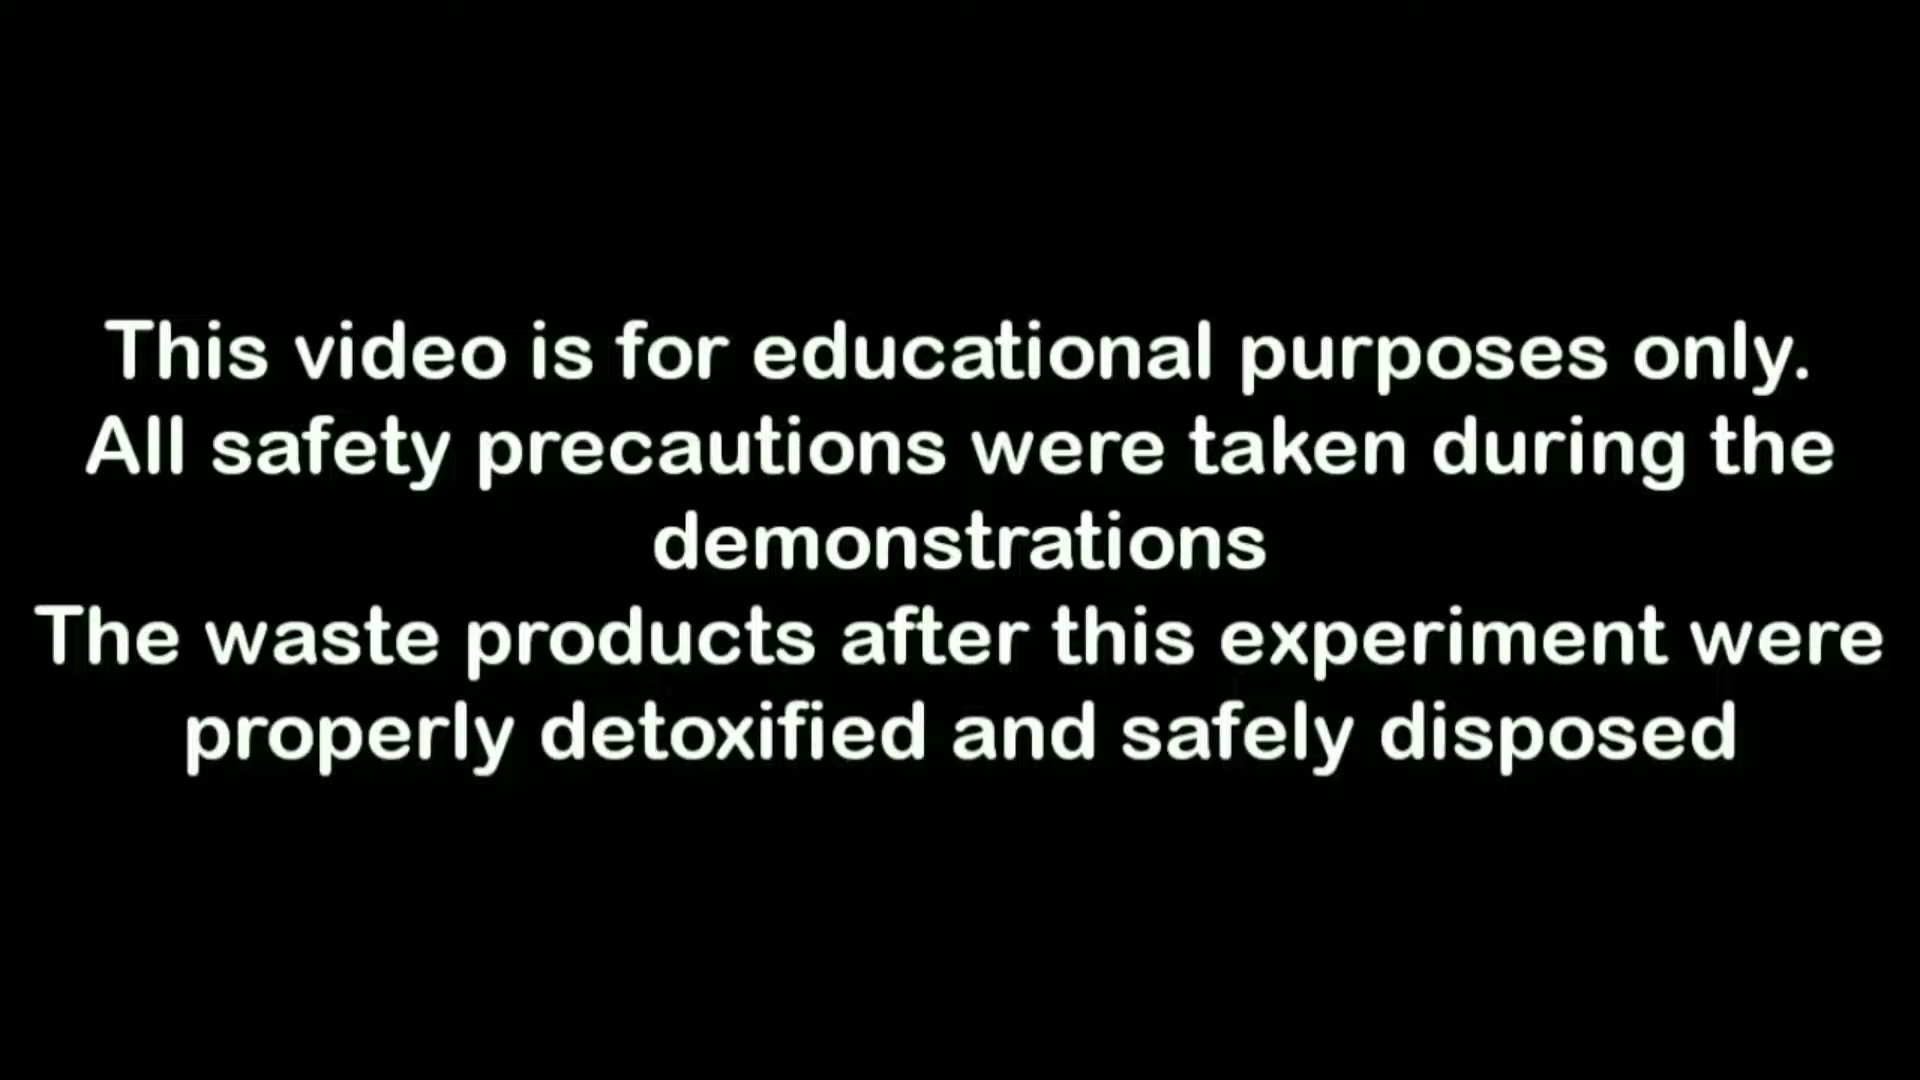 This video is for educational purposes only.
All safety precautions were taken during the
demonstrations
The waste products after this experiment were
properly detoxified and safely disposed